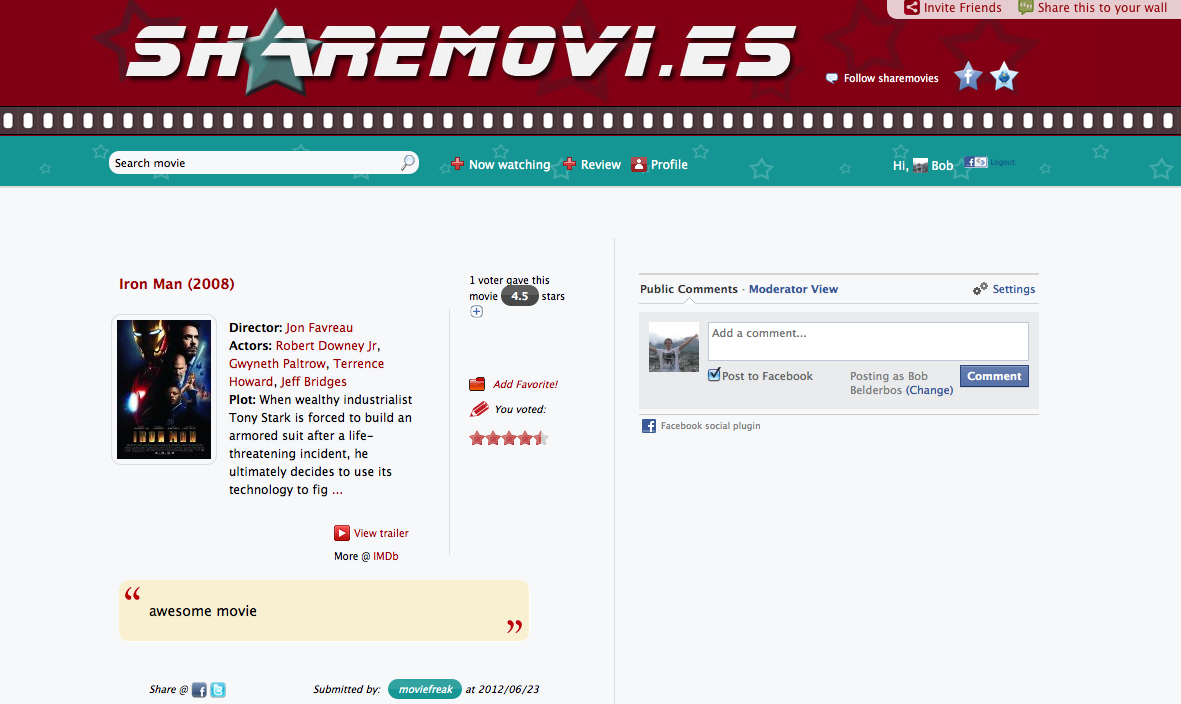 Invite Friends
Share this to your wall
SHAREMOVI.ES
Follow sharemovies
Search movie
Now watching
Review
Profile
Hi, Bob
Logout
Iron Man (2008)
Director: Jon Favreau
Actors: Robert Downey Jr,
Gwyneth Paltrow, Terrence
Howard, Jeff Bridges
Plot: When wealthy industrialist
Tony Stark is forced to build an
armored suit after a life-
threatening incident, he
ultimately decides to use its
technology to fig ...
IRON MAN
View trailer
More @ IMDb
1 voter gave this
movie 4.5 stars
Add Favorite!
You voted:
“ awesome movie ”
Share @
Submitted by: moviefreak at 2012/06/23
Public Comments · Moderator View
Settings
Add a comment...
Post to Facebook
Posting as Bob
Belderbos (Change)
Comment
Facebook social plugin